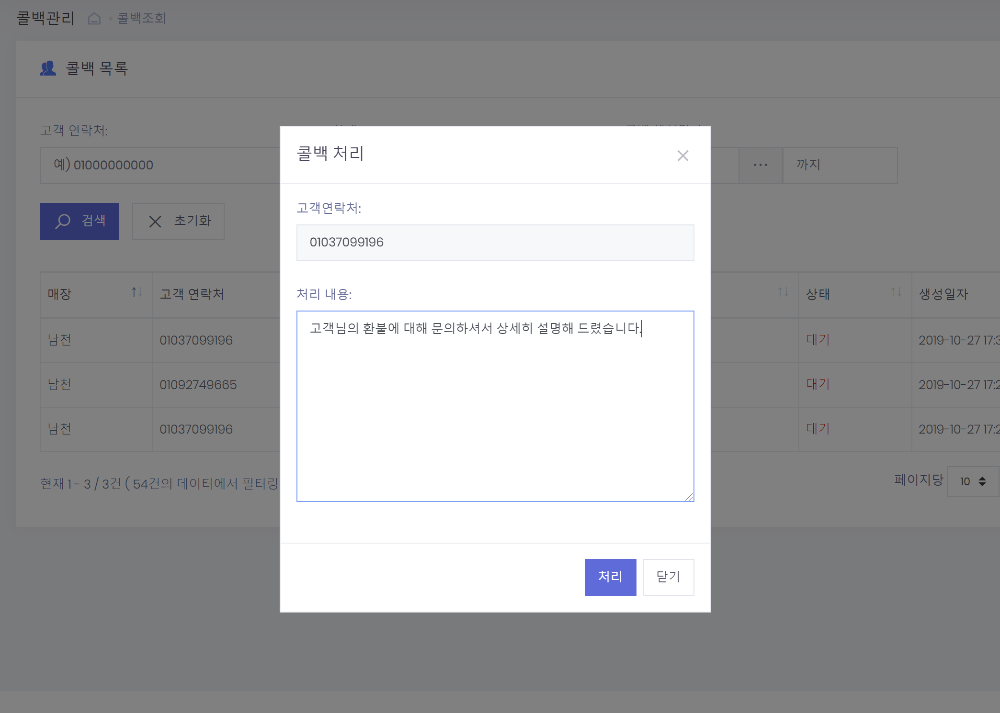 콜백관리 콜백조회
콜백 목록
고객 연락처:
예) 01000000000
까지
검색 초기화
매장 고객 연락처 상태 생성일자
남천 01037099196 대기 2019-10-27
남천 01092749665 대기 2019-10-27
남천 01037099196 대기 2019-10-27
현재 1 - 3 / 3건 ( 54건의 데이터에서 필터링
페이지당 10
콜백 처리
고객연락처:
01037099196
처리 내용:
고객님의 환불에 대해 문의하셔서 상세히 설명해 드렸습니다.
처리 닫기